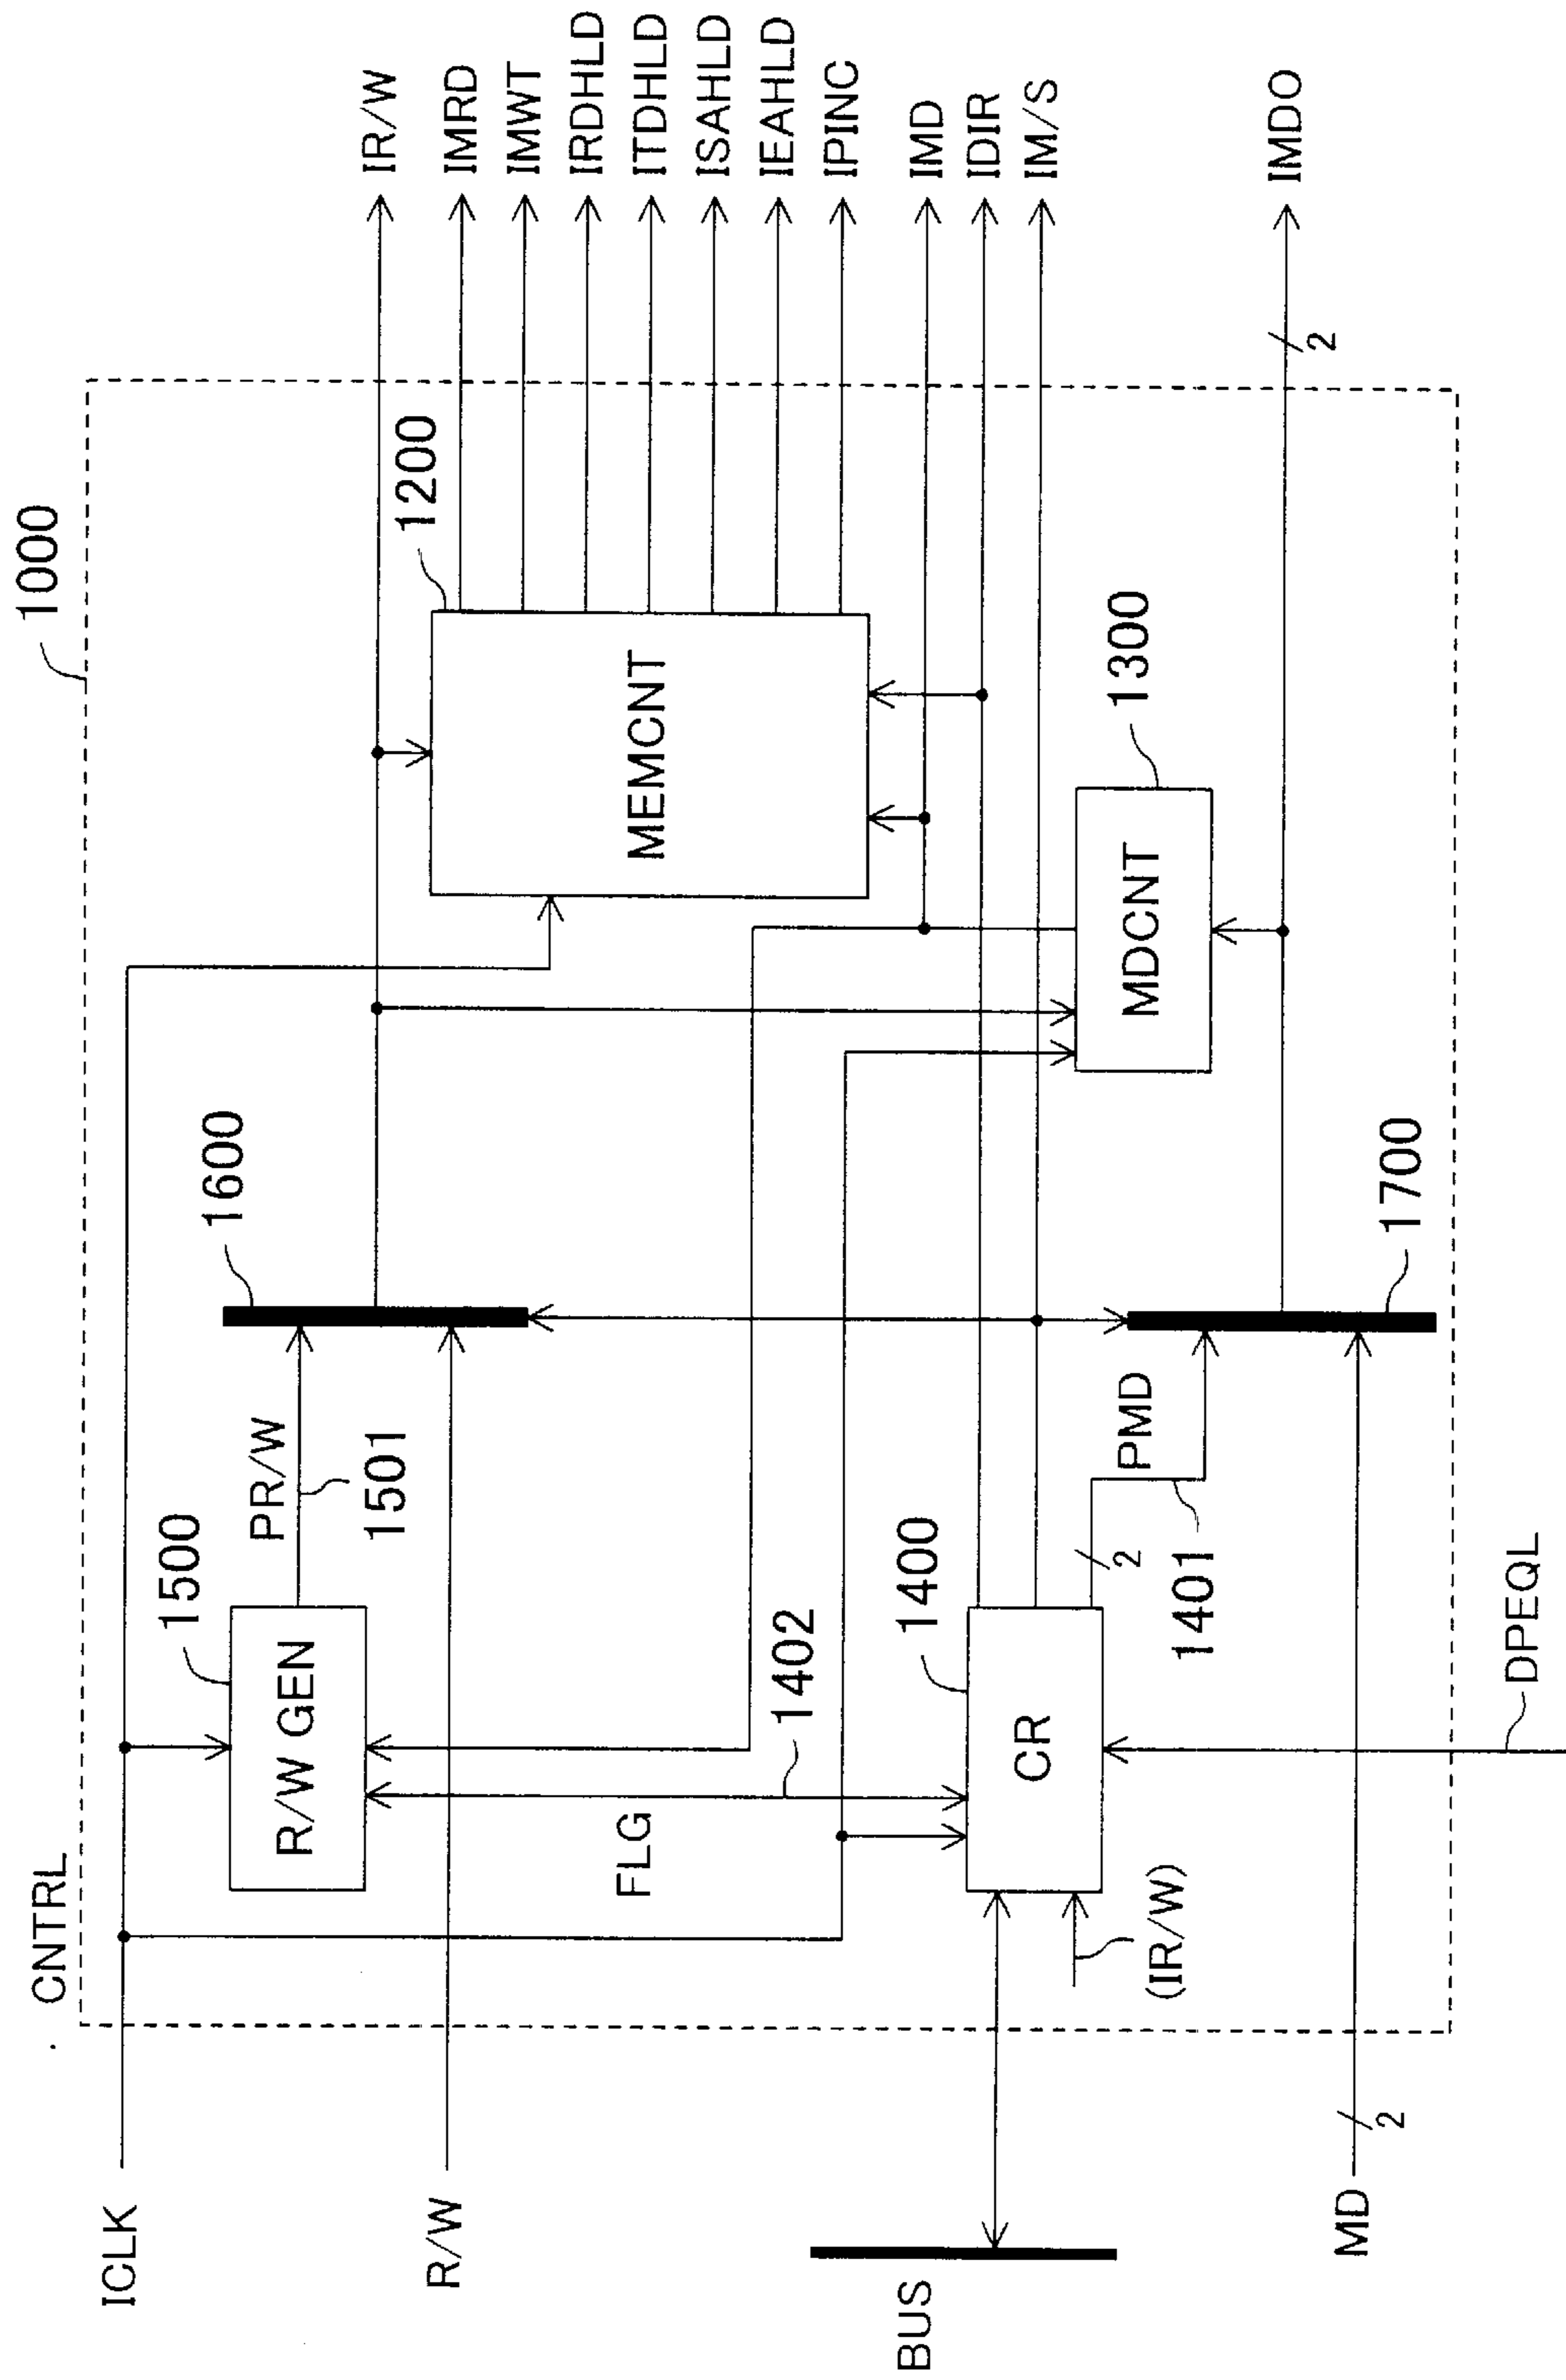 1000
CNTRL
ICLK
R/W
BUS
MD
2
1500
R/W GEN
PR/W
1501
1600
FLG
1402
1400
CR
(IR/W)
2
PMD
1401
DPEQL
1700
1200
MEMCNT
1300
MDCNT
IR/W
IMRD
IMWT
IRDHLD
ITDHLD
ISAHLD
IEAHLD
IPINC
IMD
IDIR
IM/S
2
IMDO